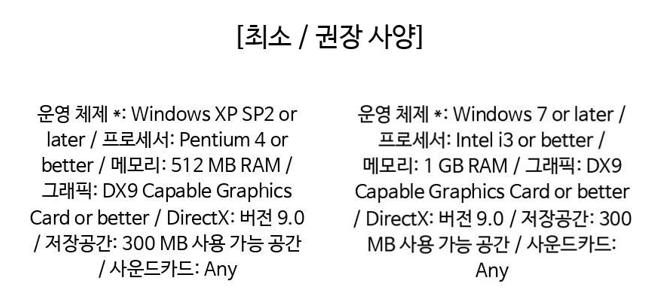 [최소 / 권장 사양]
운영 체제 *: Windows XP SP2 or
later / 프로세서: Pentium 4 or
better / 메모리: 512 MB RAM /
그래픽: DX9 Capable Graphics
Card or better / DirectX: 버전 9.0
/ 저장공간: 300 MB 사용 가능 공간
/ 사운드카드: Any
운영 체제 *: Windows 7 or later /
프로세서: Intel i3 or better /
메모리: 1 GB RAM / 그래픽: DX9
Capable Graphics Card or better
/ DirectX: 버전 9.0 / 저장공간: 300
MB 사용 가능 공간 / 사운드카드:
Any